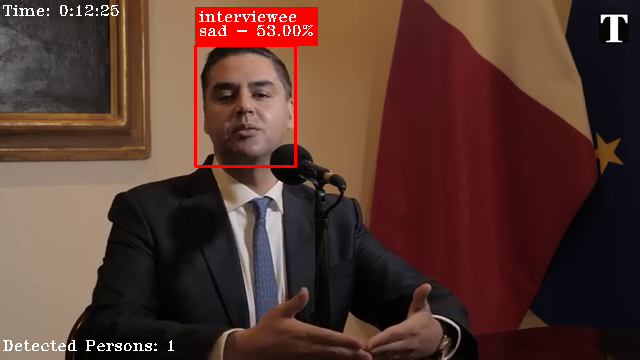 Time: 0:12:25
interviewee
sad - 53.00%
T
Detected Persons: 1